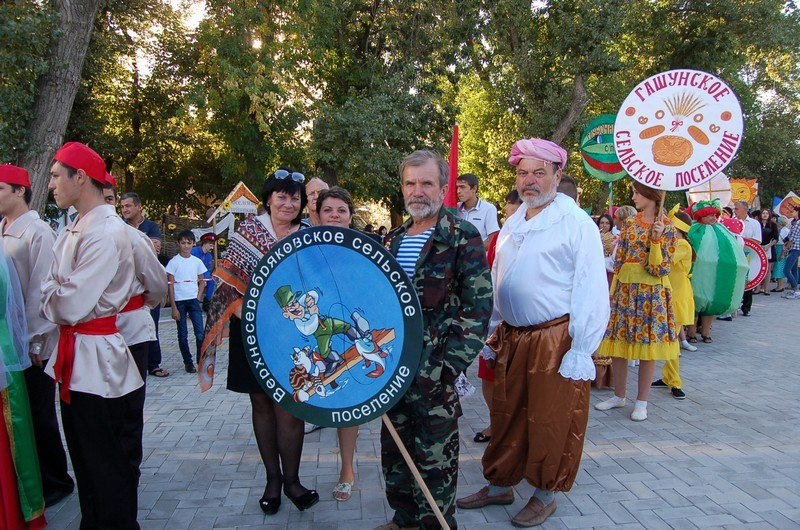 ГАШУНСКОЕ
СЕЛЬСКОЕ ПОСЕЛЕНИЕ
Верхнесеребряковское сельское
поселение